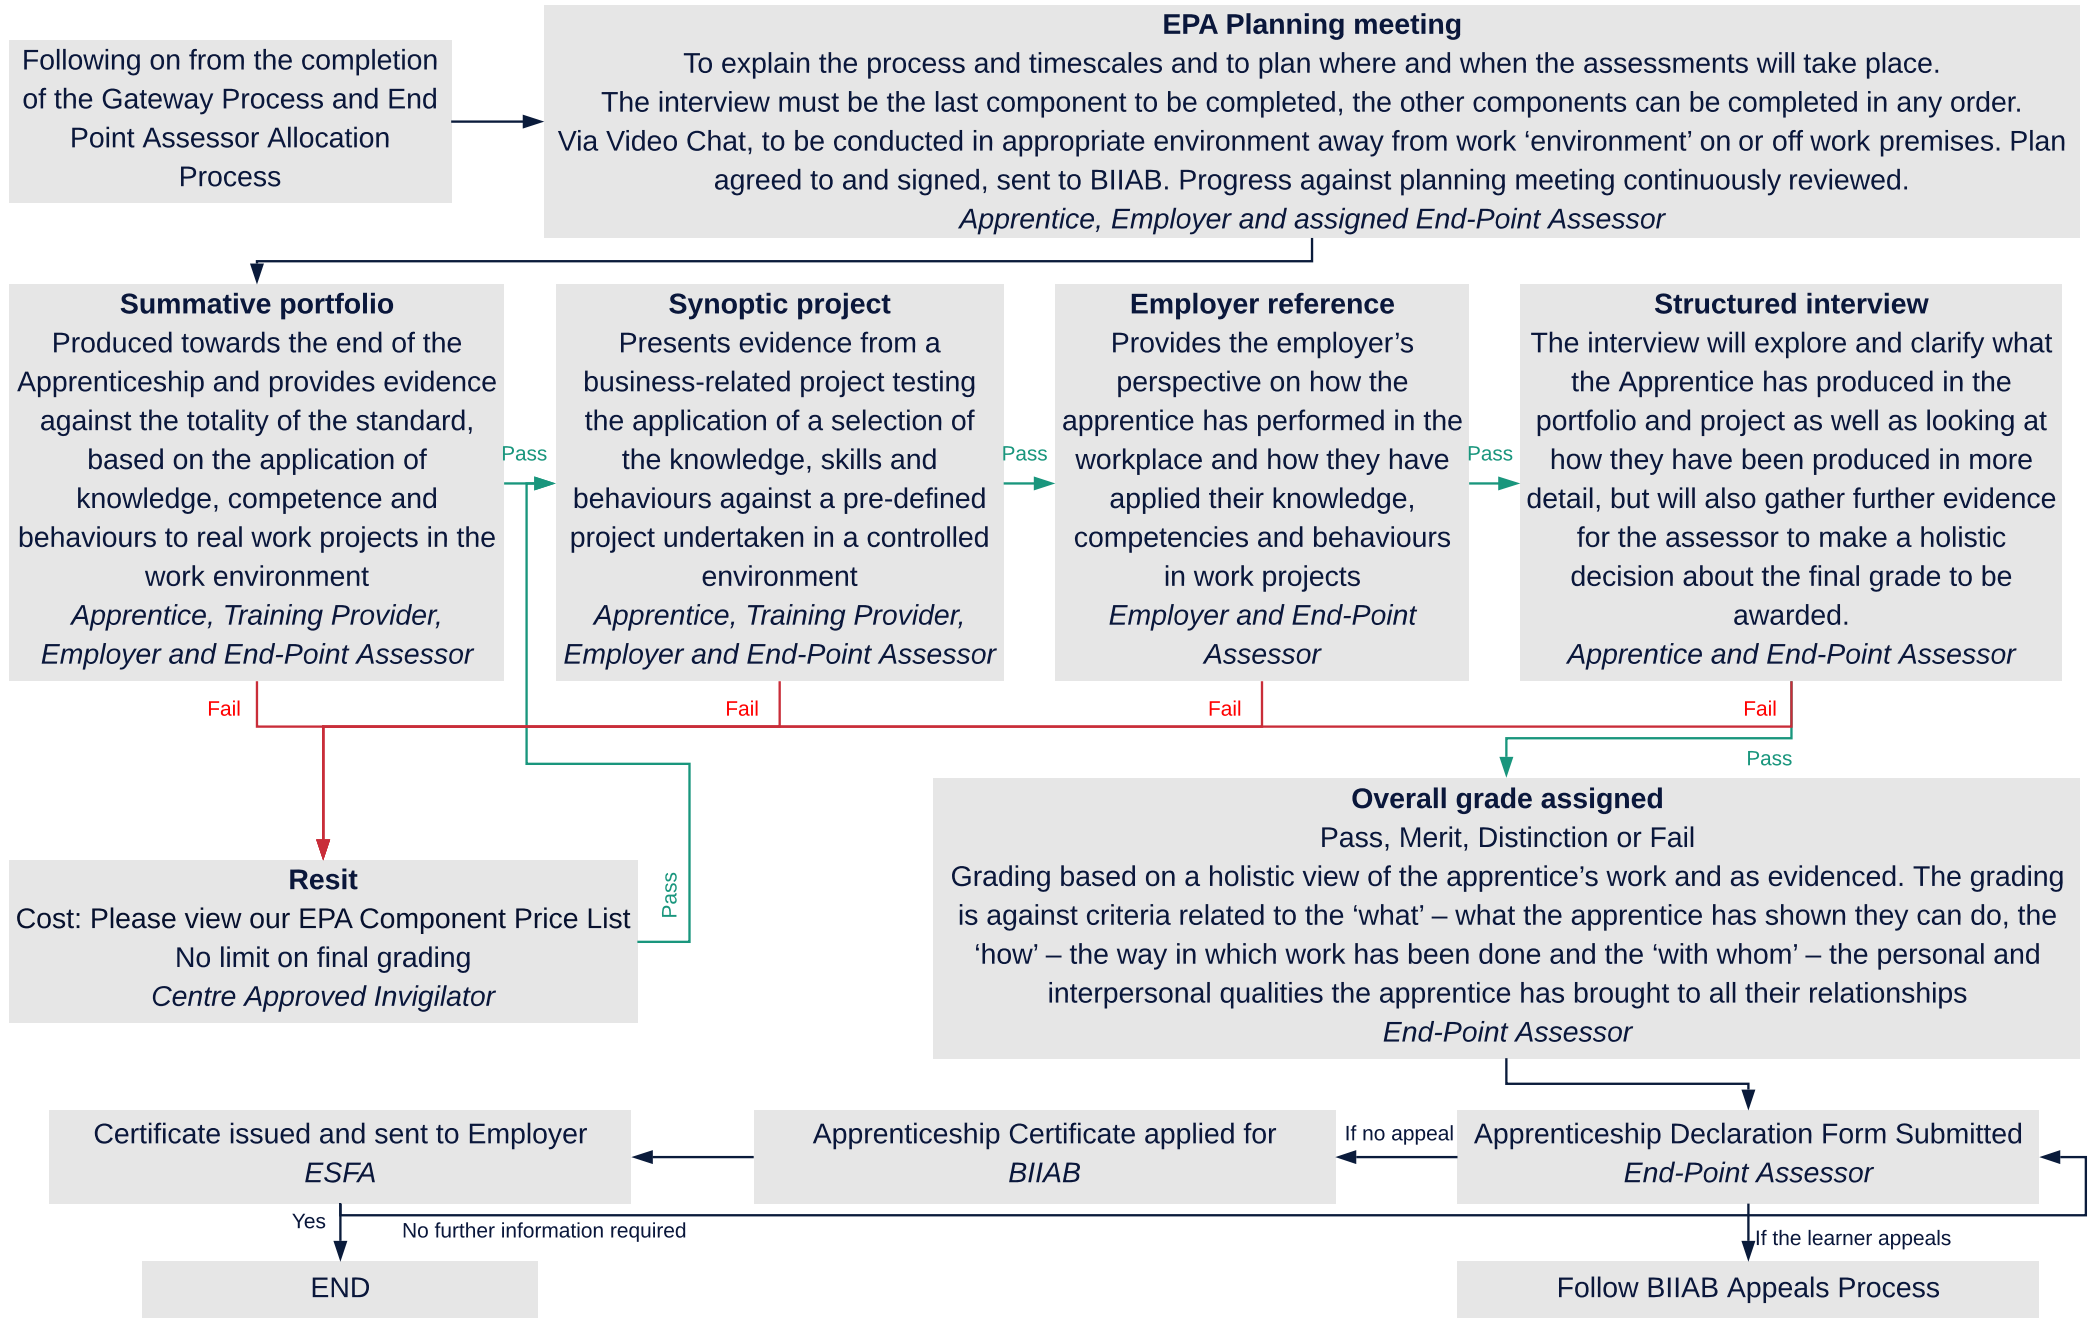 Following on from the completion
of the Gateway Process and End
Point Assessor Allocation
Process
EPA Planning meeting
To explain the process and timescales and to plan where and when the assessments will take place.
The interview must be the last component to be completed, the other components can be completed in any order.
Via Video Chat, to be conducted in appropriate environment away from work ‘environment’ on or off work premises. Plan
agreed to and signed, sent to BIIAB. Progress against planning meeting continuously reviewed.
Apprentice, Employer and assigned End-Point Assessor
Summative portfolio
Produced towards the end of the
Apprenticeship and provides evidence
against the totality of the standard,
based on the application of
knowledge, competence and
behaviours to real work projects in the
work environment
Apprentice, Training Provider,
Employer and End-Point Assessor
Pass
Synoptic project
Presents evidence from a
business-related project testing
the application of a selection of
the knowledge, skills and
behaviours against a pre-defined
project undertaken in a controlled
environment
Apprentice, Training Provider,
Employer and End-Point Assessor
Pass
Employer reference
Provides the employer’s
perspective on how the
apprentice has performed in the
workplace and how they have
applied their knowledge,
competencies and behaviours
in work projects
Employer and End-Point
Assessor
Pass
Structured interview
The interview will explore and clarify what
the Apprentice has produced in the
portfolio and project as well as looking at
how they have been produced in more
detail, but will also gather further evidence
for the assessor to make a holistic
decision about the final grade to be
awarded.
Apprentice and End-Point Assessor
Fail
Fail
Fail
Fail
Pass
Resit
Cost: Please view our EPA Component Price List
No limit on final grading
Centre Approved Invigilator
Pass
Overall grade assigned
Pass, Merit, Distinction or Fail
Grading based on a holistic view of the apprentice’s work and as evidenced. The grading
is against criteria related to the ‘what’ – what the apprentice has shown they can do, the
‘how’ – the way in which work has been done and the ‘with whom’ – the personal and
interpersonal qualities the apprentice has brought to all their relationships
End-Point Assessor
Certificate issued and sent to Employer
ESFA
Apprenticeship Certificate applied for
BIIAB
If no appeal
Apprenticeship Declaration Form Submitted
End-Point Assessor
Yes
No further information required
If the learner appeals
END
Follow BIIAB Appeals Process